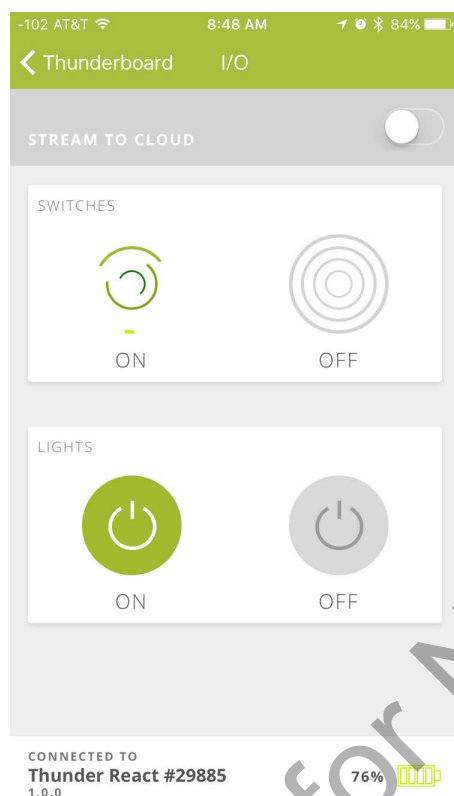 -102 AT&T 8:48 AM 84%
Thunderboard I/O
STREAM TO CLOUD
SWITCHES
ON OFF
LIGHTS
ON OFF
for
CONNECTED TO
Thunder React #29885 76%
1.0.0